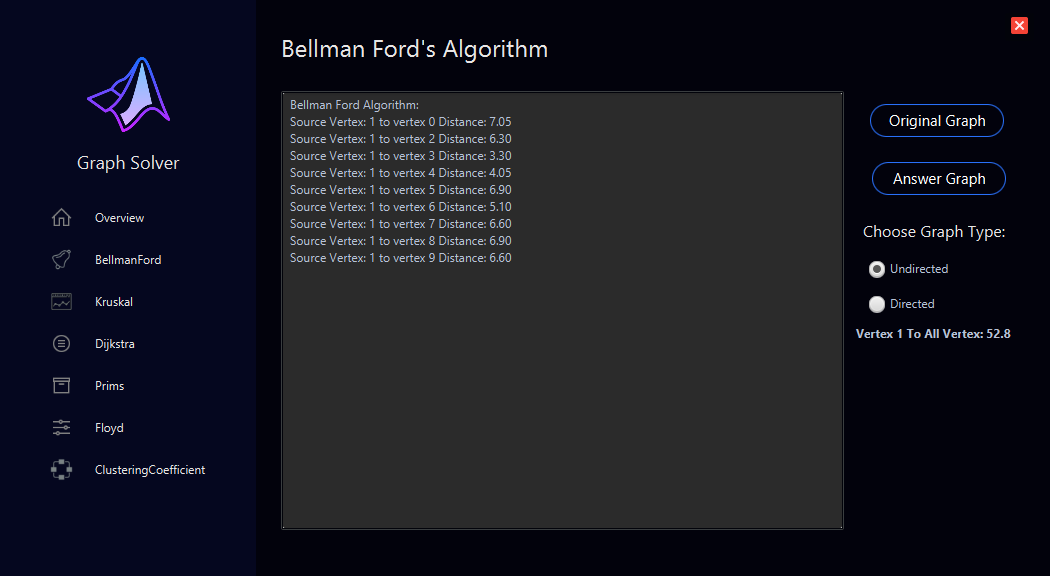 Graph Solver
Overview
BellmanFord
Kruskal
Dijkstra
Prims
Floyd
ClusteringCoefficient
Bellman Ford's Algorithm
Bellman Ford Algorithm:
Source Vertex: 1 to vertex 0 Distance: 7.05
Source Vertex: 1 to vertex 2 Distance: 6.30
Source Vertex: 1 to vertex 3 Distance: 3.30
Source Vertex: 1 to vertex 4 Distance: 4.05
Source Vertex: 1 to vertex 5 Distance: 6.90
Source Vertex: 1 to vertex 6 Distance: 5.10
Source Vertex: 1 to vertex 7 Distance: 6.60
Source Vertex: 1 to vertex 8 Distance: 6.90
Source Vertex: 1 to vertex 9 Distance: 6.60
Original Graph
Answer Graph
Choose Graph Type:
Undirected
Directed
Vertex 1 To All Vertex: 52.8